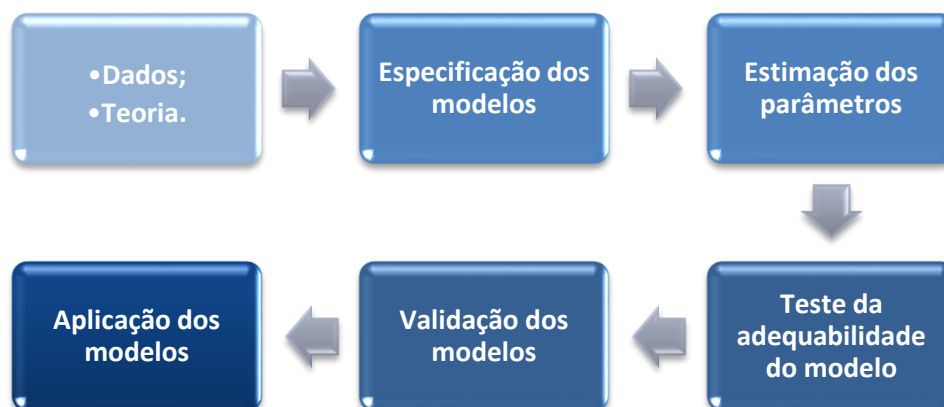 •Dados;
•Teoria.
Especificação dos
modelos
Estimação dos
parâmetros
Teste da
adequabilidade
do modelo
Validação dos
modelos
Aplicação dos
modelos